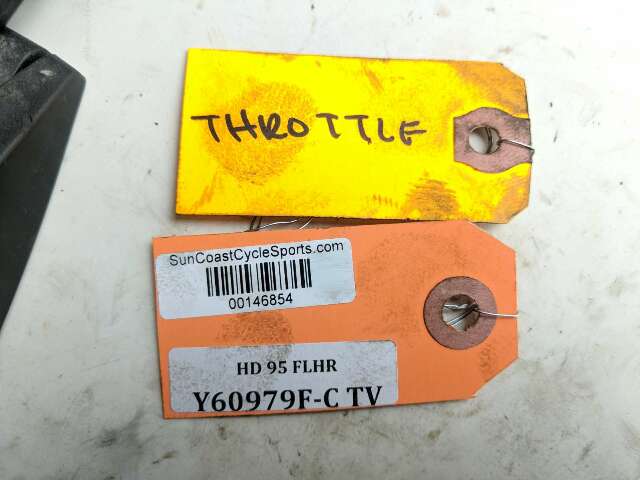 THROTTLE
SunCoastCycleSports.com
00146854
HD 95 FLHR
Y60979F-C TV